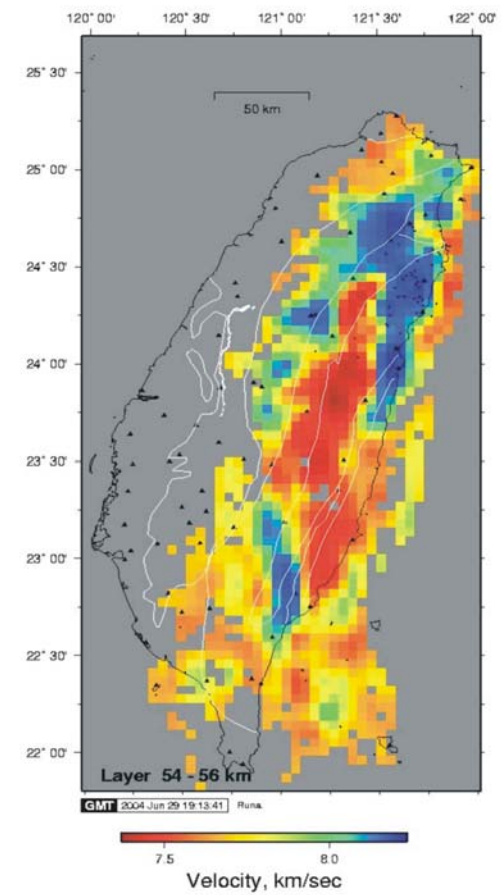 120° 00' 120° 30' 121° 00' 121° 30' 122° 00'
25° 30'
50 km
25° 00'
24° 30'
24° 00'
23° 30'
23° 00'
22° 30'
22° 00'
Layer 54 - 56 km
GMT 2004 Jun 29 19:13:41 Runa
7.5 8.0
Velocity, km/sec